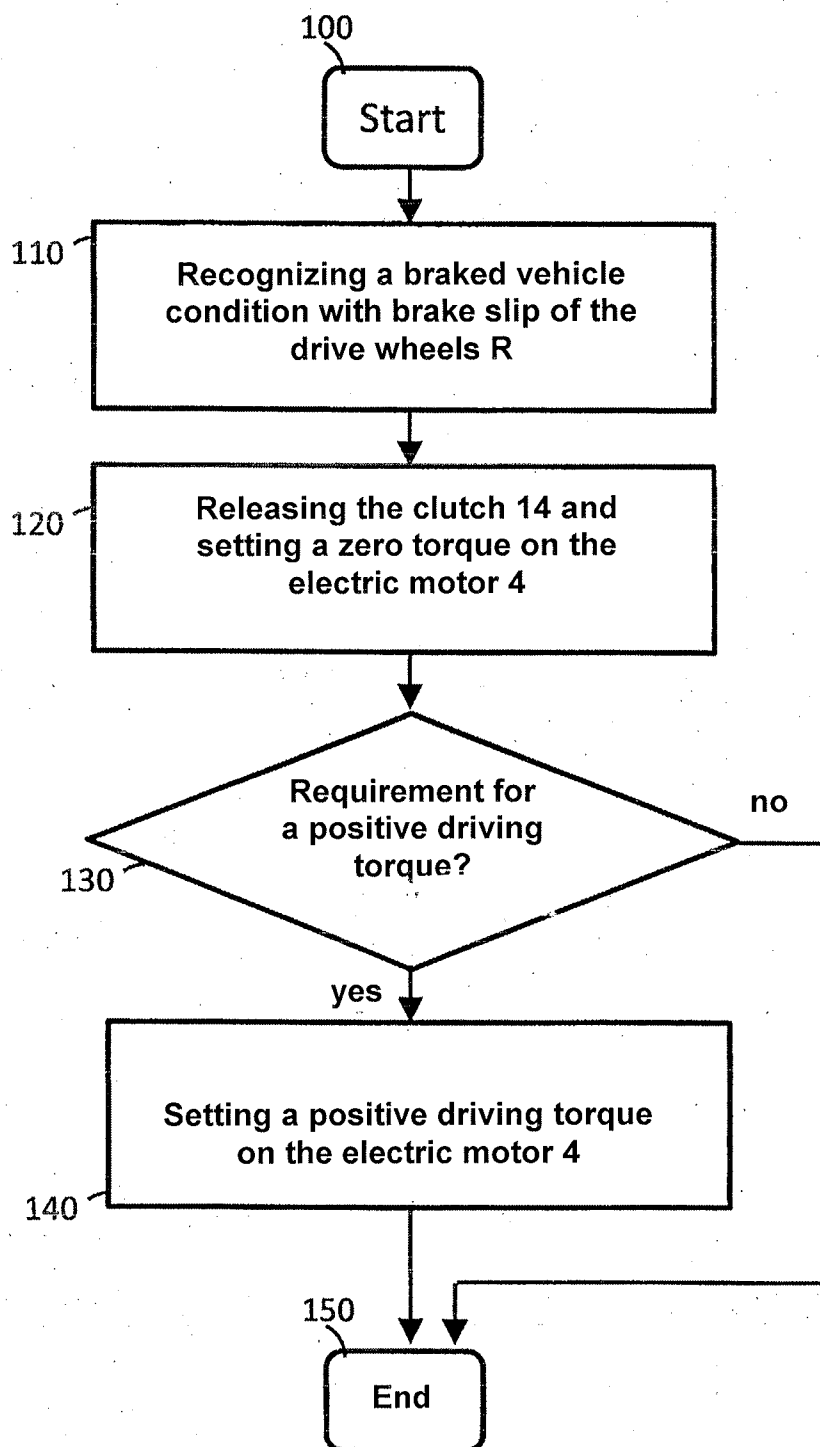 100
Start
110
Recognizing a braked vehicle
condition with brake slip of the
drive wheels R
120
Releasing the clutch 14 and
setting a zero torque on the
electric motor 4
Requirement for
a positive driving
torque?
no
130
yes
Setting a positive driving torque
on the electric motor 4
140
150
End